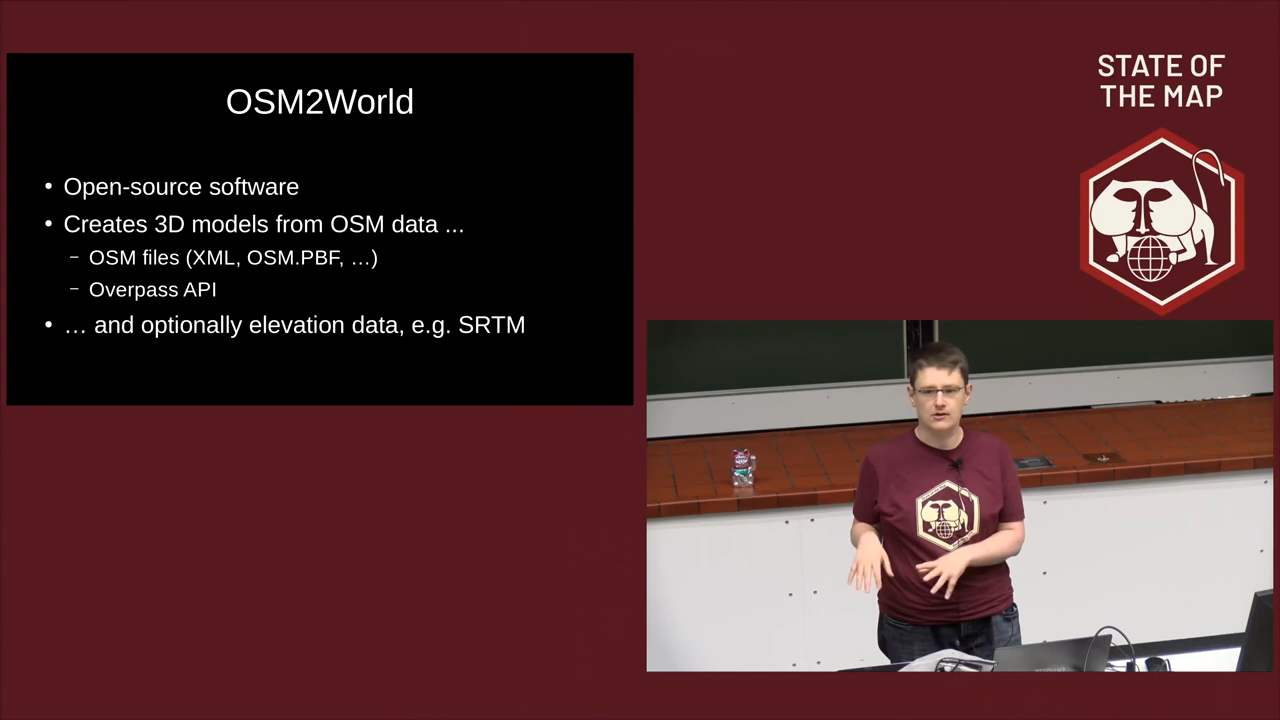 OSM2World
• Open-source software
• Creates 3D models from OSM data ...
– OSM files (XML, OSM.PBF, …)
– Overpass API
• … and optionally elevation data, e.g. SRTM
STATE OF
THE MAP